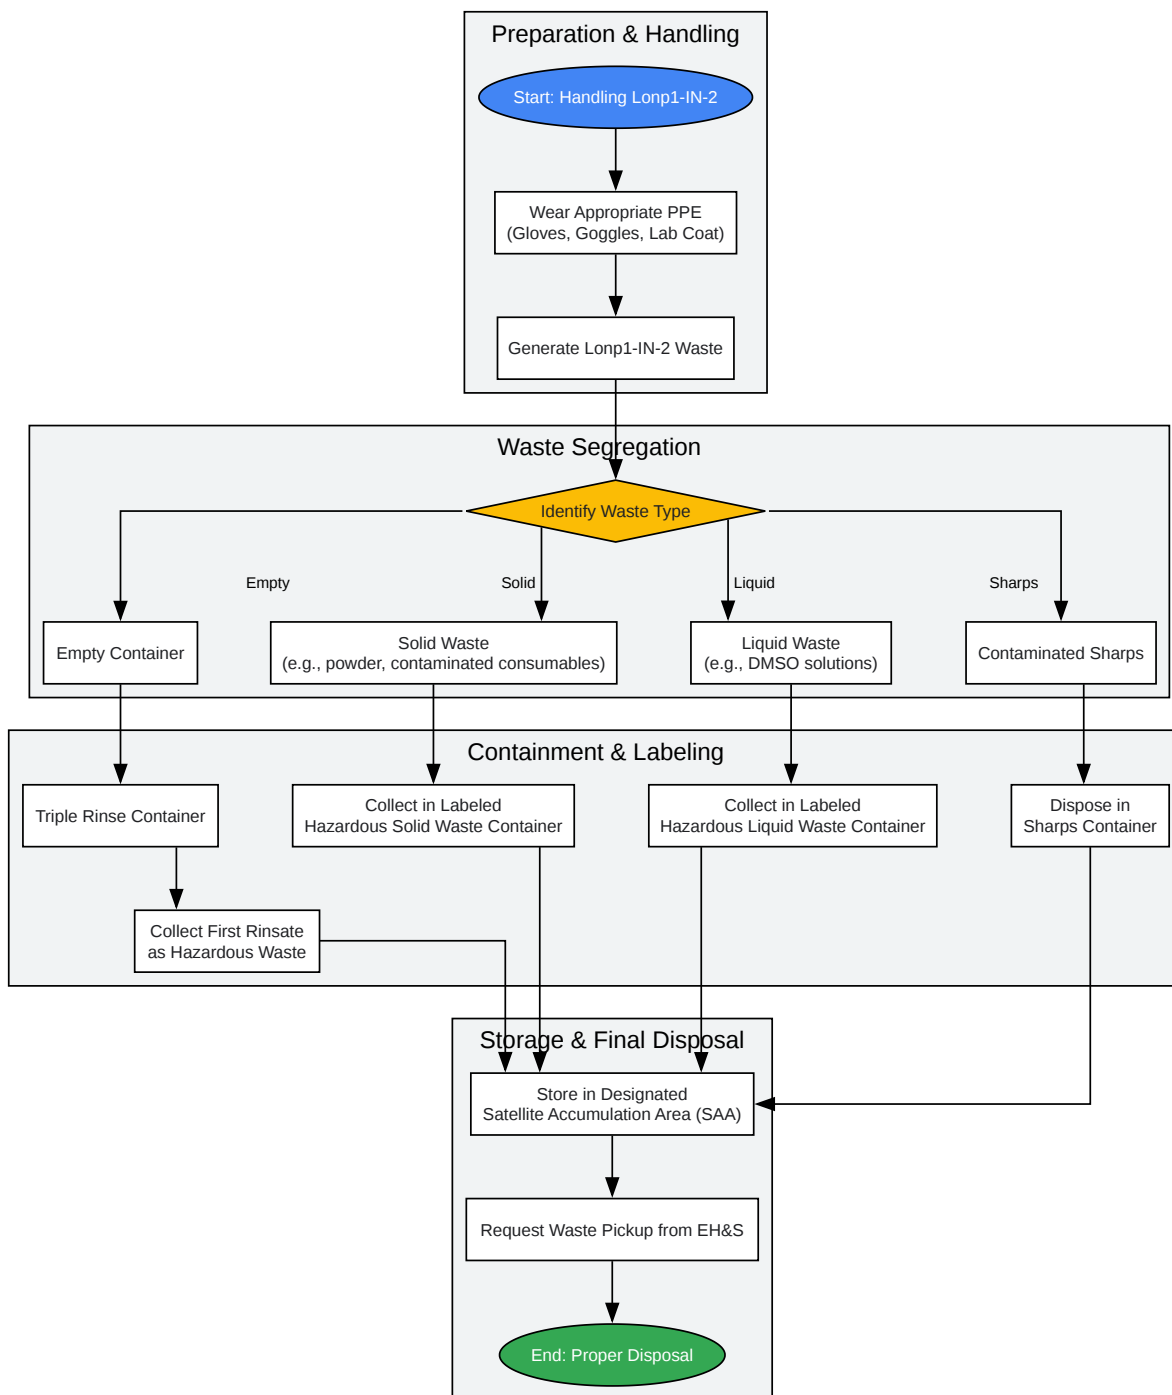 Preparation & Handling
Start: Handling Lonp1-IN-2
Wear Appropriate PPE
(Gloves, Goggles, Lab Coat)
Generate Lonp1-IN-2 Waste
Waste Segregation
Identify Waste Type
Empty
Solid
Liquid
Sharps
Empty Container
Solid Waste
(e.g., powder, contaminated consumables)
Liquid Waste
(e.g., DMSO solutions)
Contaminated Sharps
Containment & Labeling
Triple Rinse Container
Collect in Labeled
Hazardous Solid Waste Container
Collect in Labeled
Hazardous Liquid Waste Container
Dispose in
Sharps Container
Collect First Rinsate
as Hazardous Waste
Storage & Final Disposal
Store in Designated
Satellite Accumulation Area (SAA)
Request Waste Pickup from EH&S
End: Proper Disposal